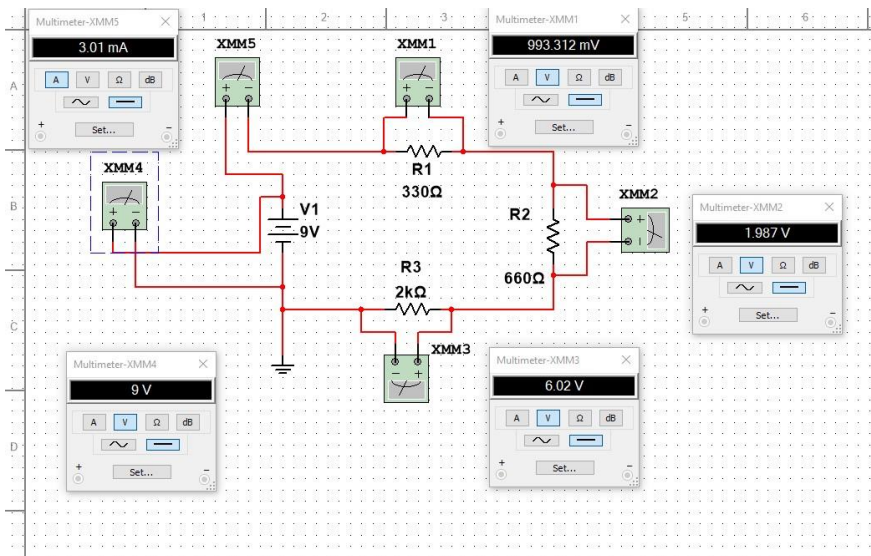 1 2 3 5 6
A
B
C
D
Multimeter-XMM5 ×
3.01 mA
A V Ω dB
Set...
+ −
XMM5
+ −
XMM1
+ −
Multimeter-XMM1 ×
993.312 mV
A V Ω dB
Set...
+ −
XMM4
+ −
V1
9V
R1
330Ω
R2
660Ω
XMM2
+
Multimeter-XMM2 ×
1.987 V
A V Ω dB
Set...
+ −
R3
2kΩ
XMM3
− +
Multimeter-XMM4 ×
9 V
A V Ω dB
Set...
+ −
Multimeter-XMM3 ×
6.02 V
A V Ω dB
Set...
+ −